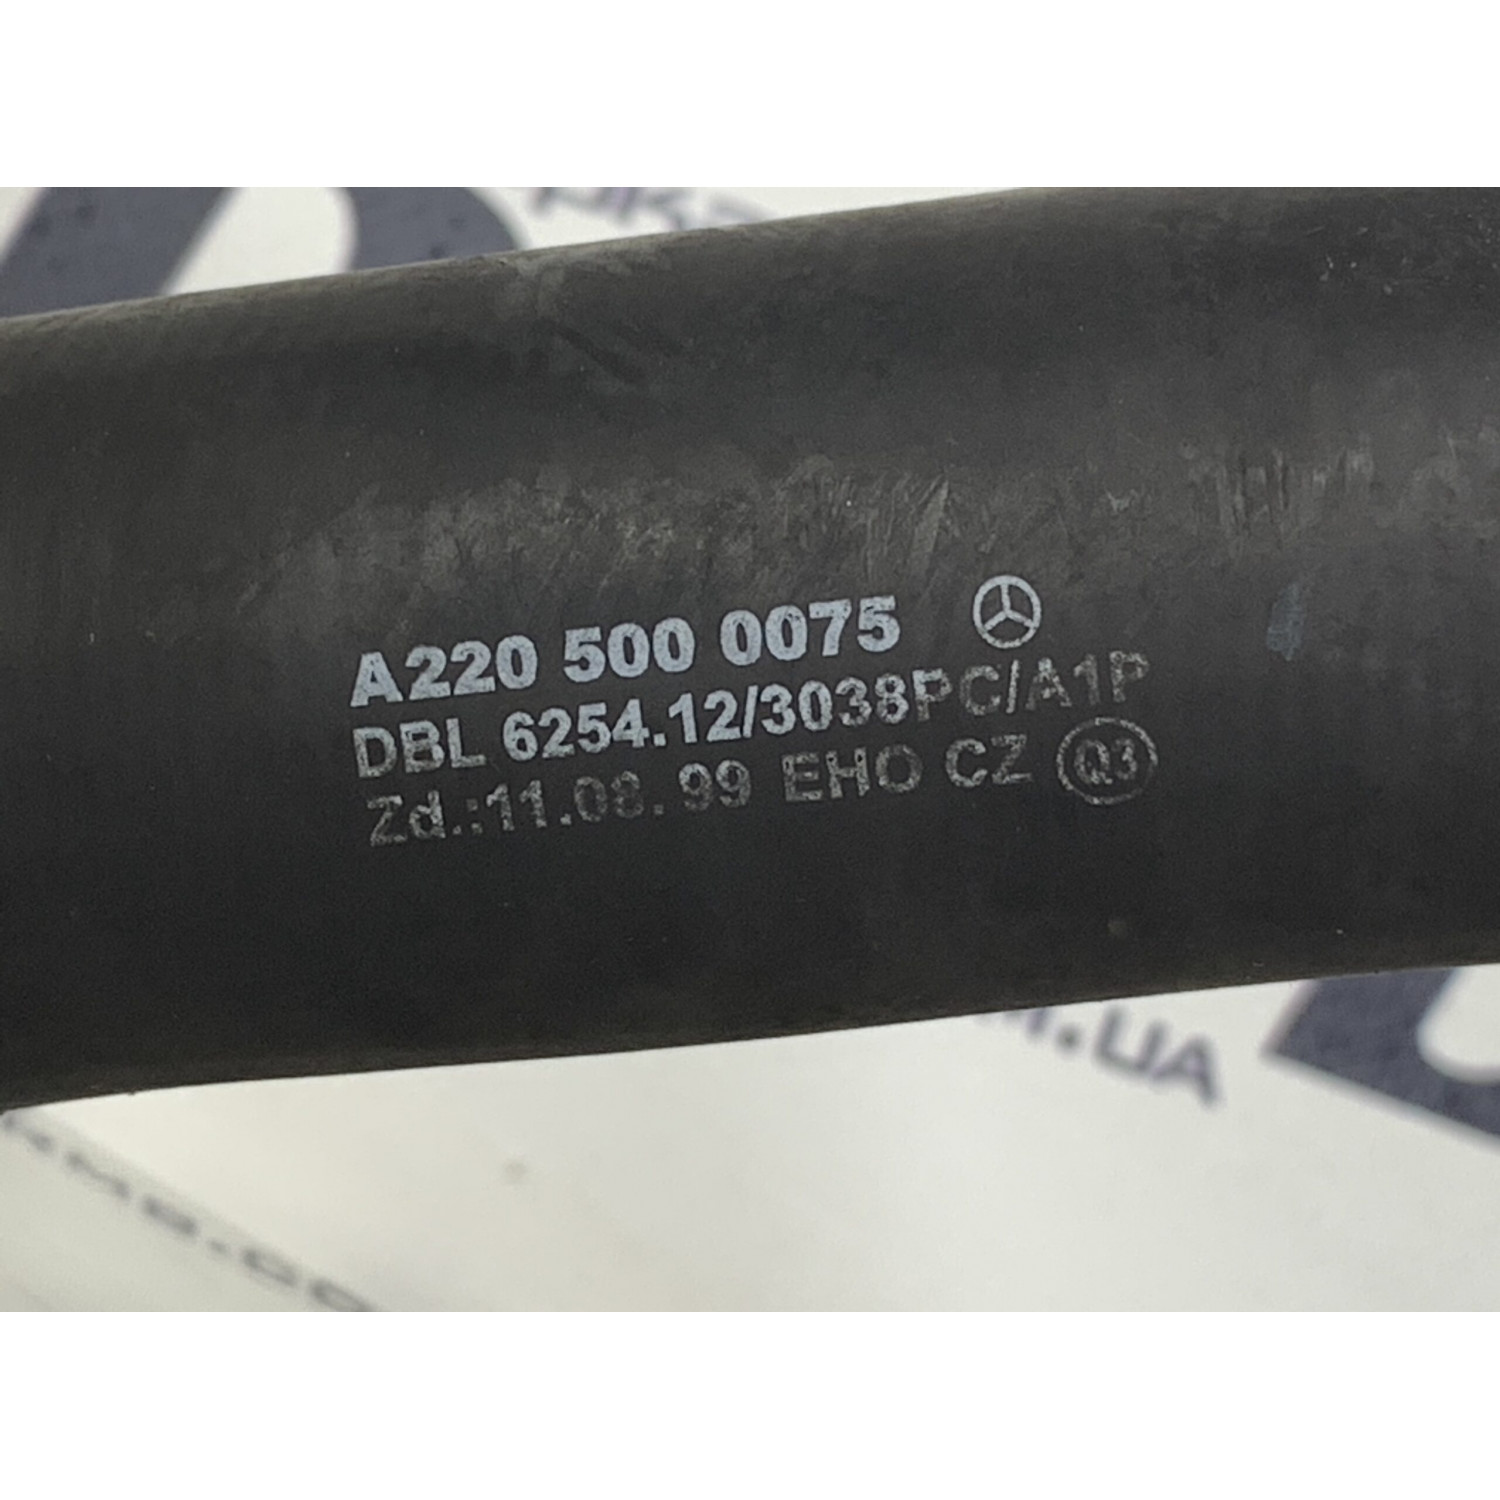 A220 500 0075
DBL 6254.12/3038PC/A1P
Zd.:11.08.99 EHO CZ Q3
M.UA